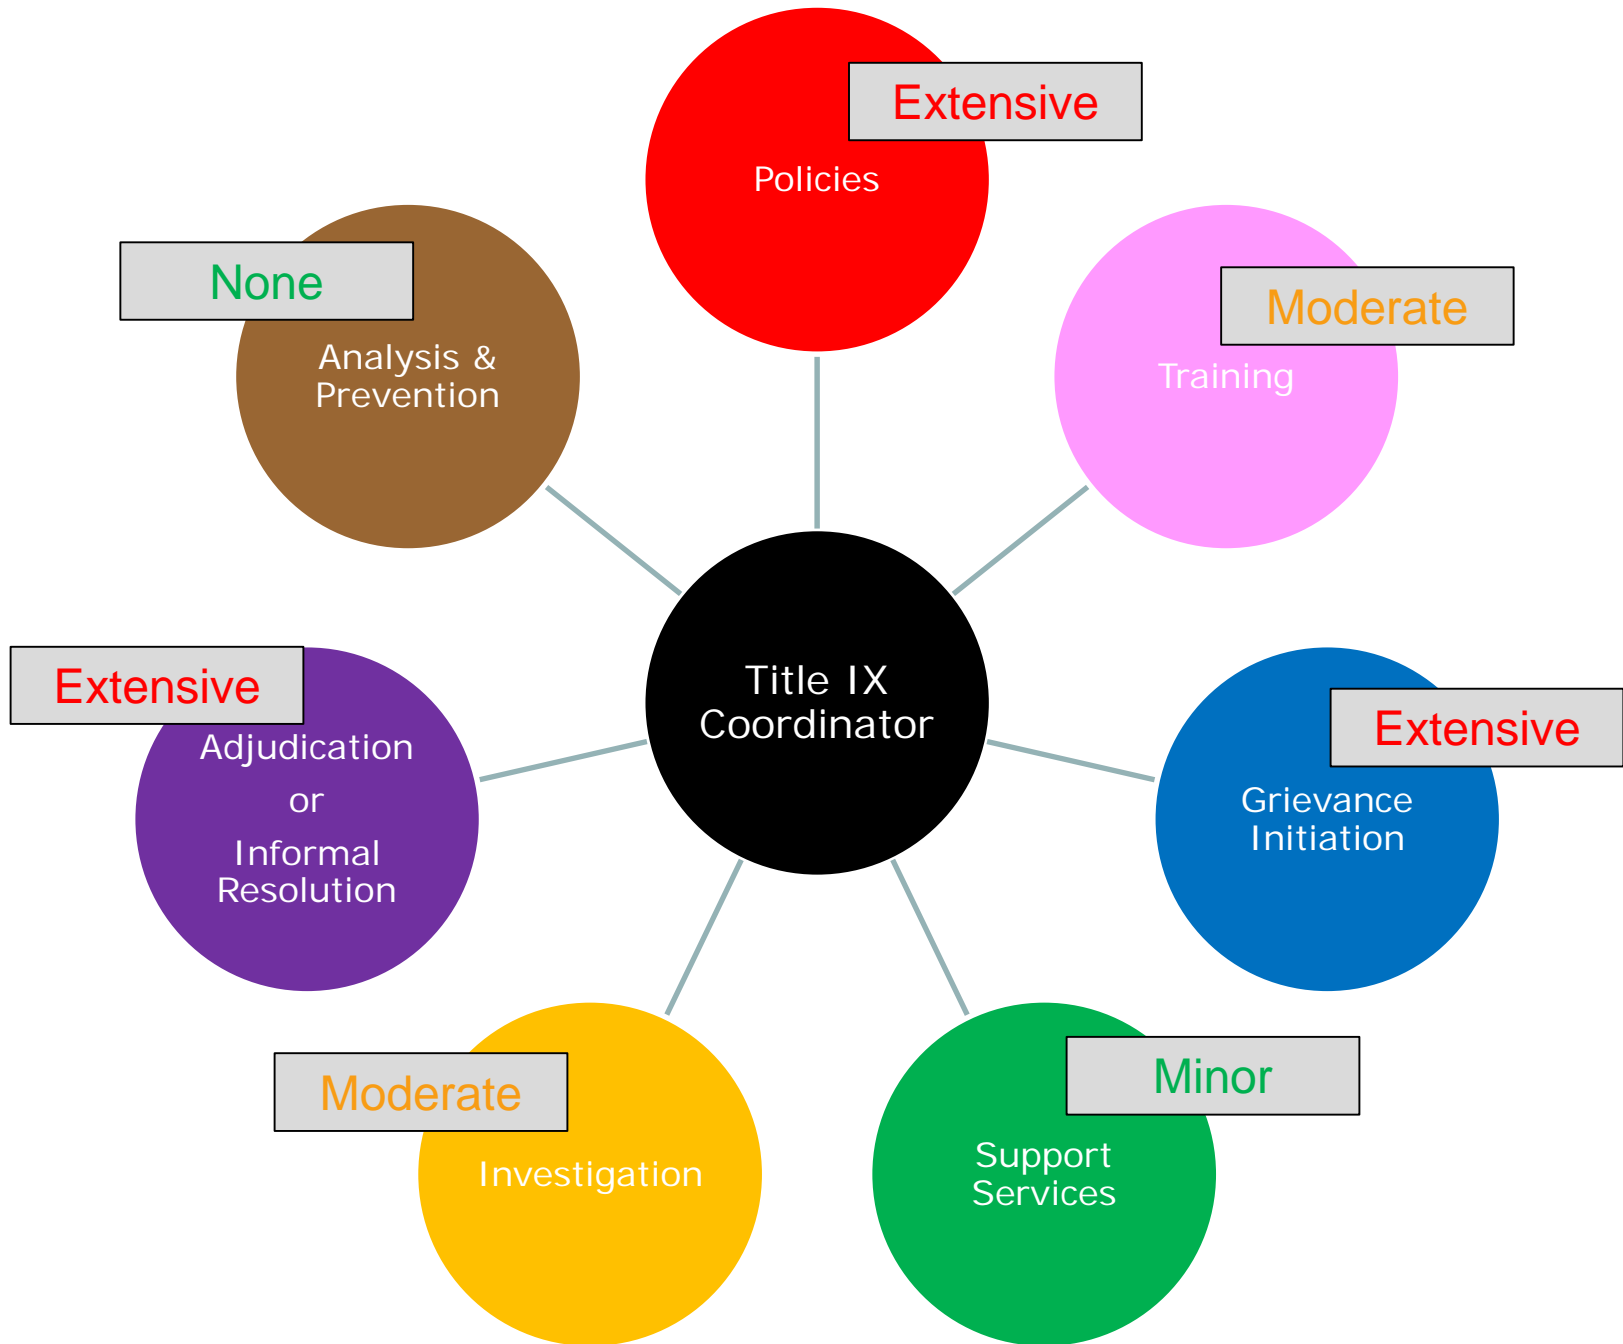 Extensive
Policies
None
Analysis &
Prevention
Moderate
Training
Title IX
Coordinator
Extensive
Adjudication
or
Informal
Resolution
Extensive
Grievance
Initiation
Moderate
Investigation
Minor
Support
Services